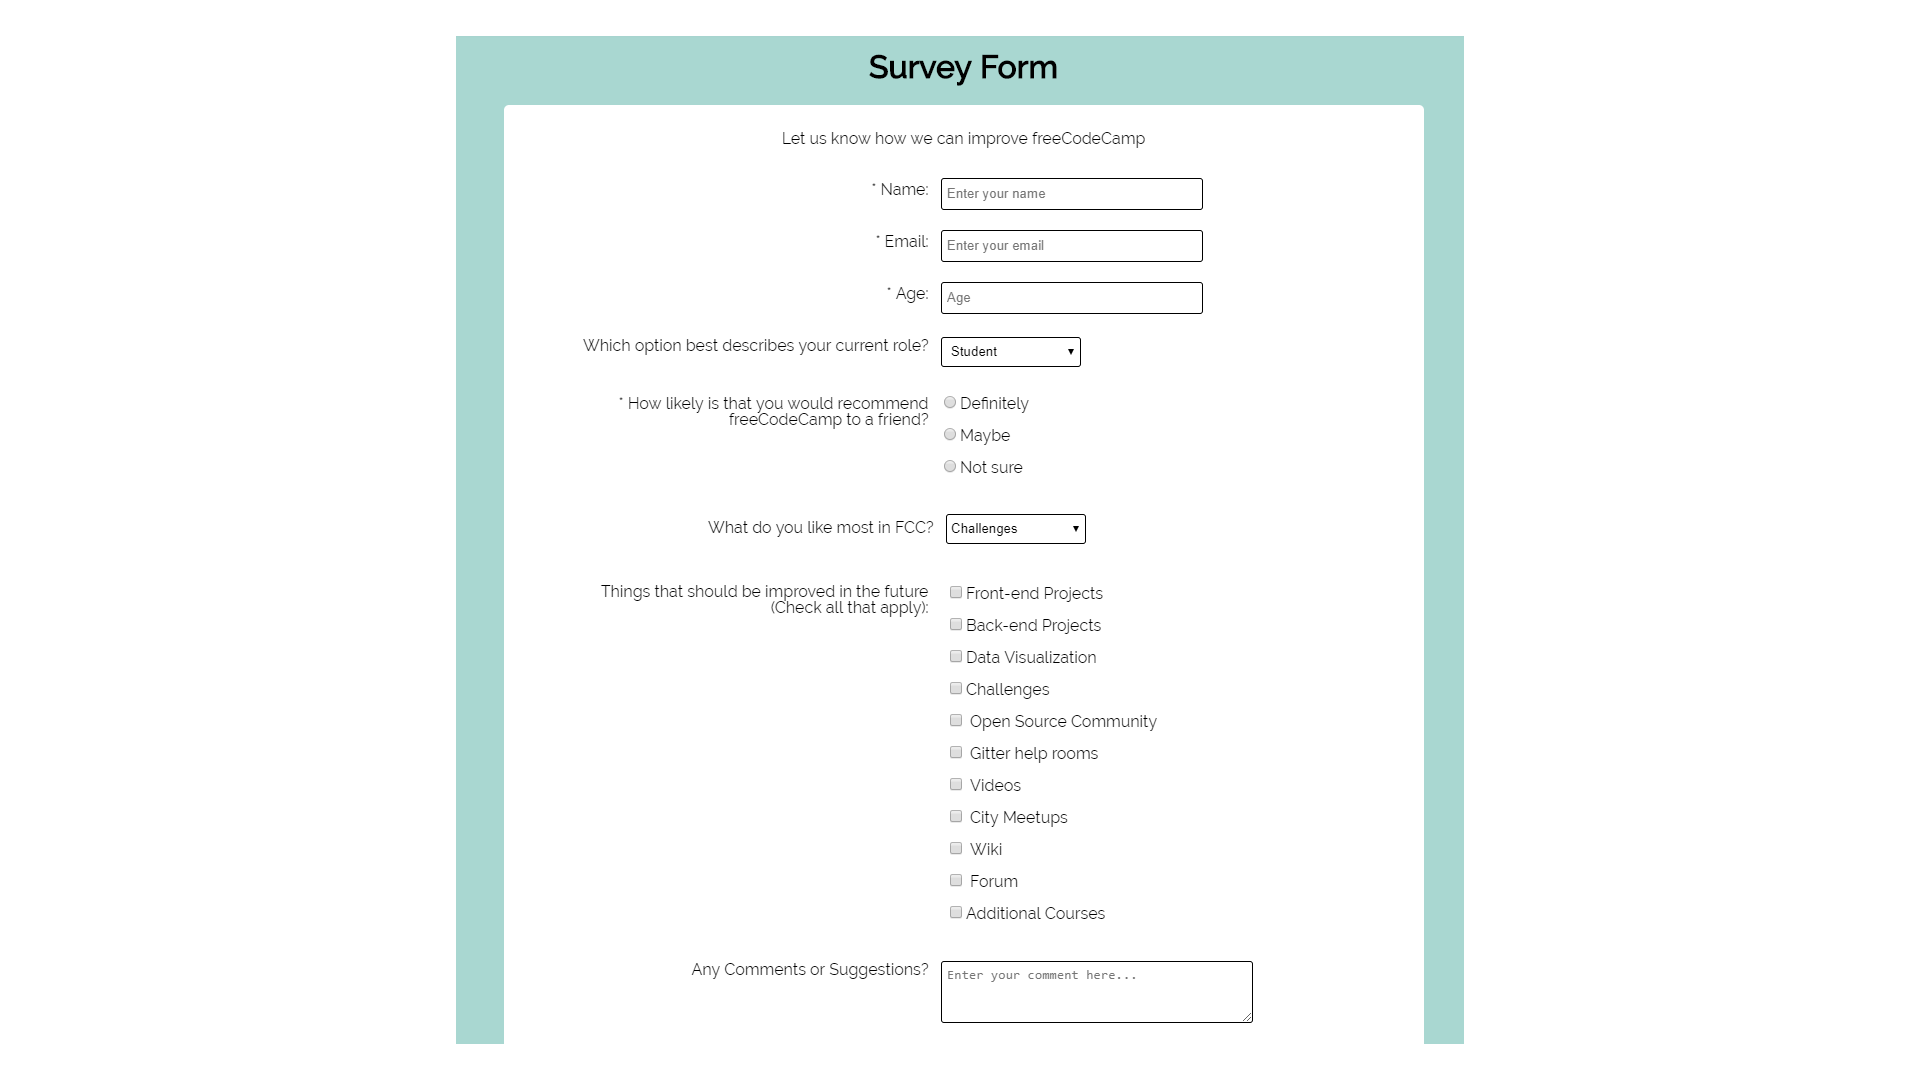 Survey Form
Let us know how we can improve freeCodeCamp
* Name: Enter your name
* Email: Enter your email
* Age: Age
Which option best describes your current role? Student
* How likely is that you would recommend
freeCodeCamp to a friend?
Definitely
Maybe
Not sure
What do you like most in FCC? Challenges
Things that should be improved in the future
(Check all that apply):
Front-end Projects
Back-end Projects
Data Visualization
Challenges
Open Source Community
Gitter help rooms
Videos
City Meetups
Wiki
Forum
Additional Courses
Any Comments or Suggestions? Enter your comment here...